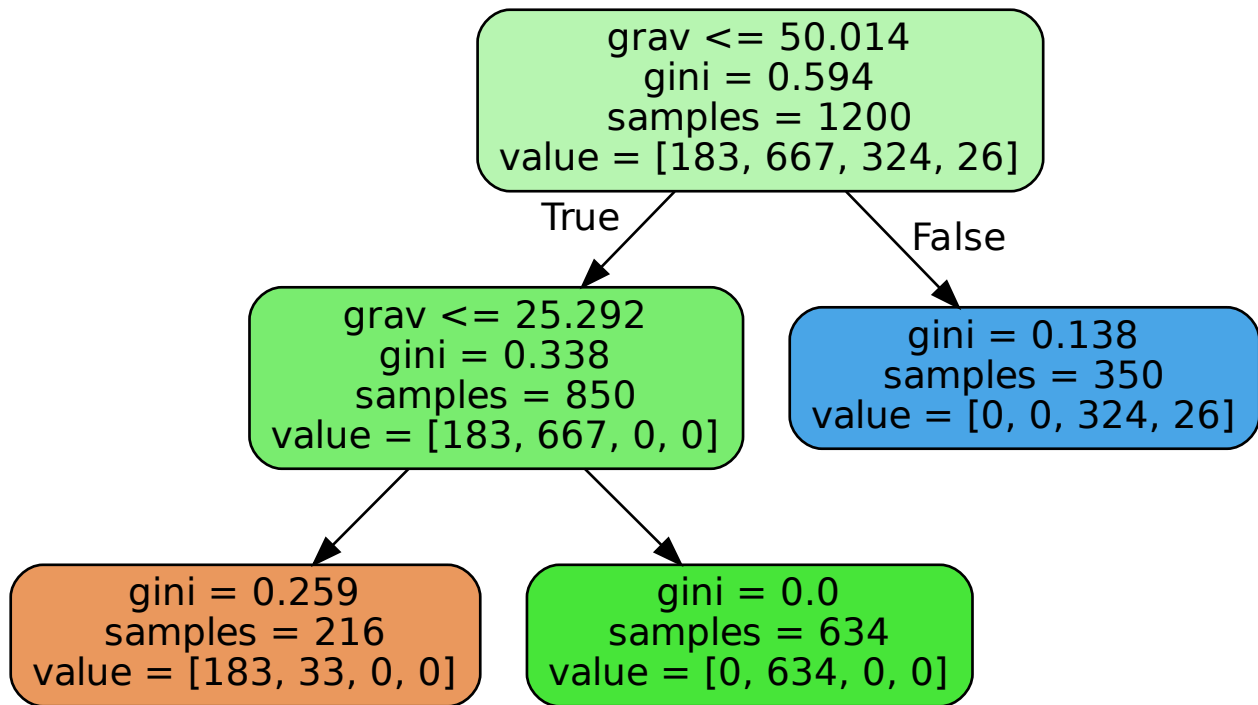 grav <= 50.014
gini = 0.594
samples = 1200
value = [183, 667, 324, 26]
True
False
grav <= 25.292
gini = 0.338
samples = 850
value = [183, 667, 0, 0]
gini = 0.138
samples = 350
value = [0, 0, 324, 26]
gini = 0.259
samples = 216
value = [183, 33, 0, 0]
gini = 0.0
samples = 634
value = [0, 634, 0, 0]